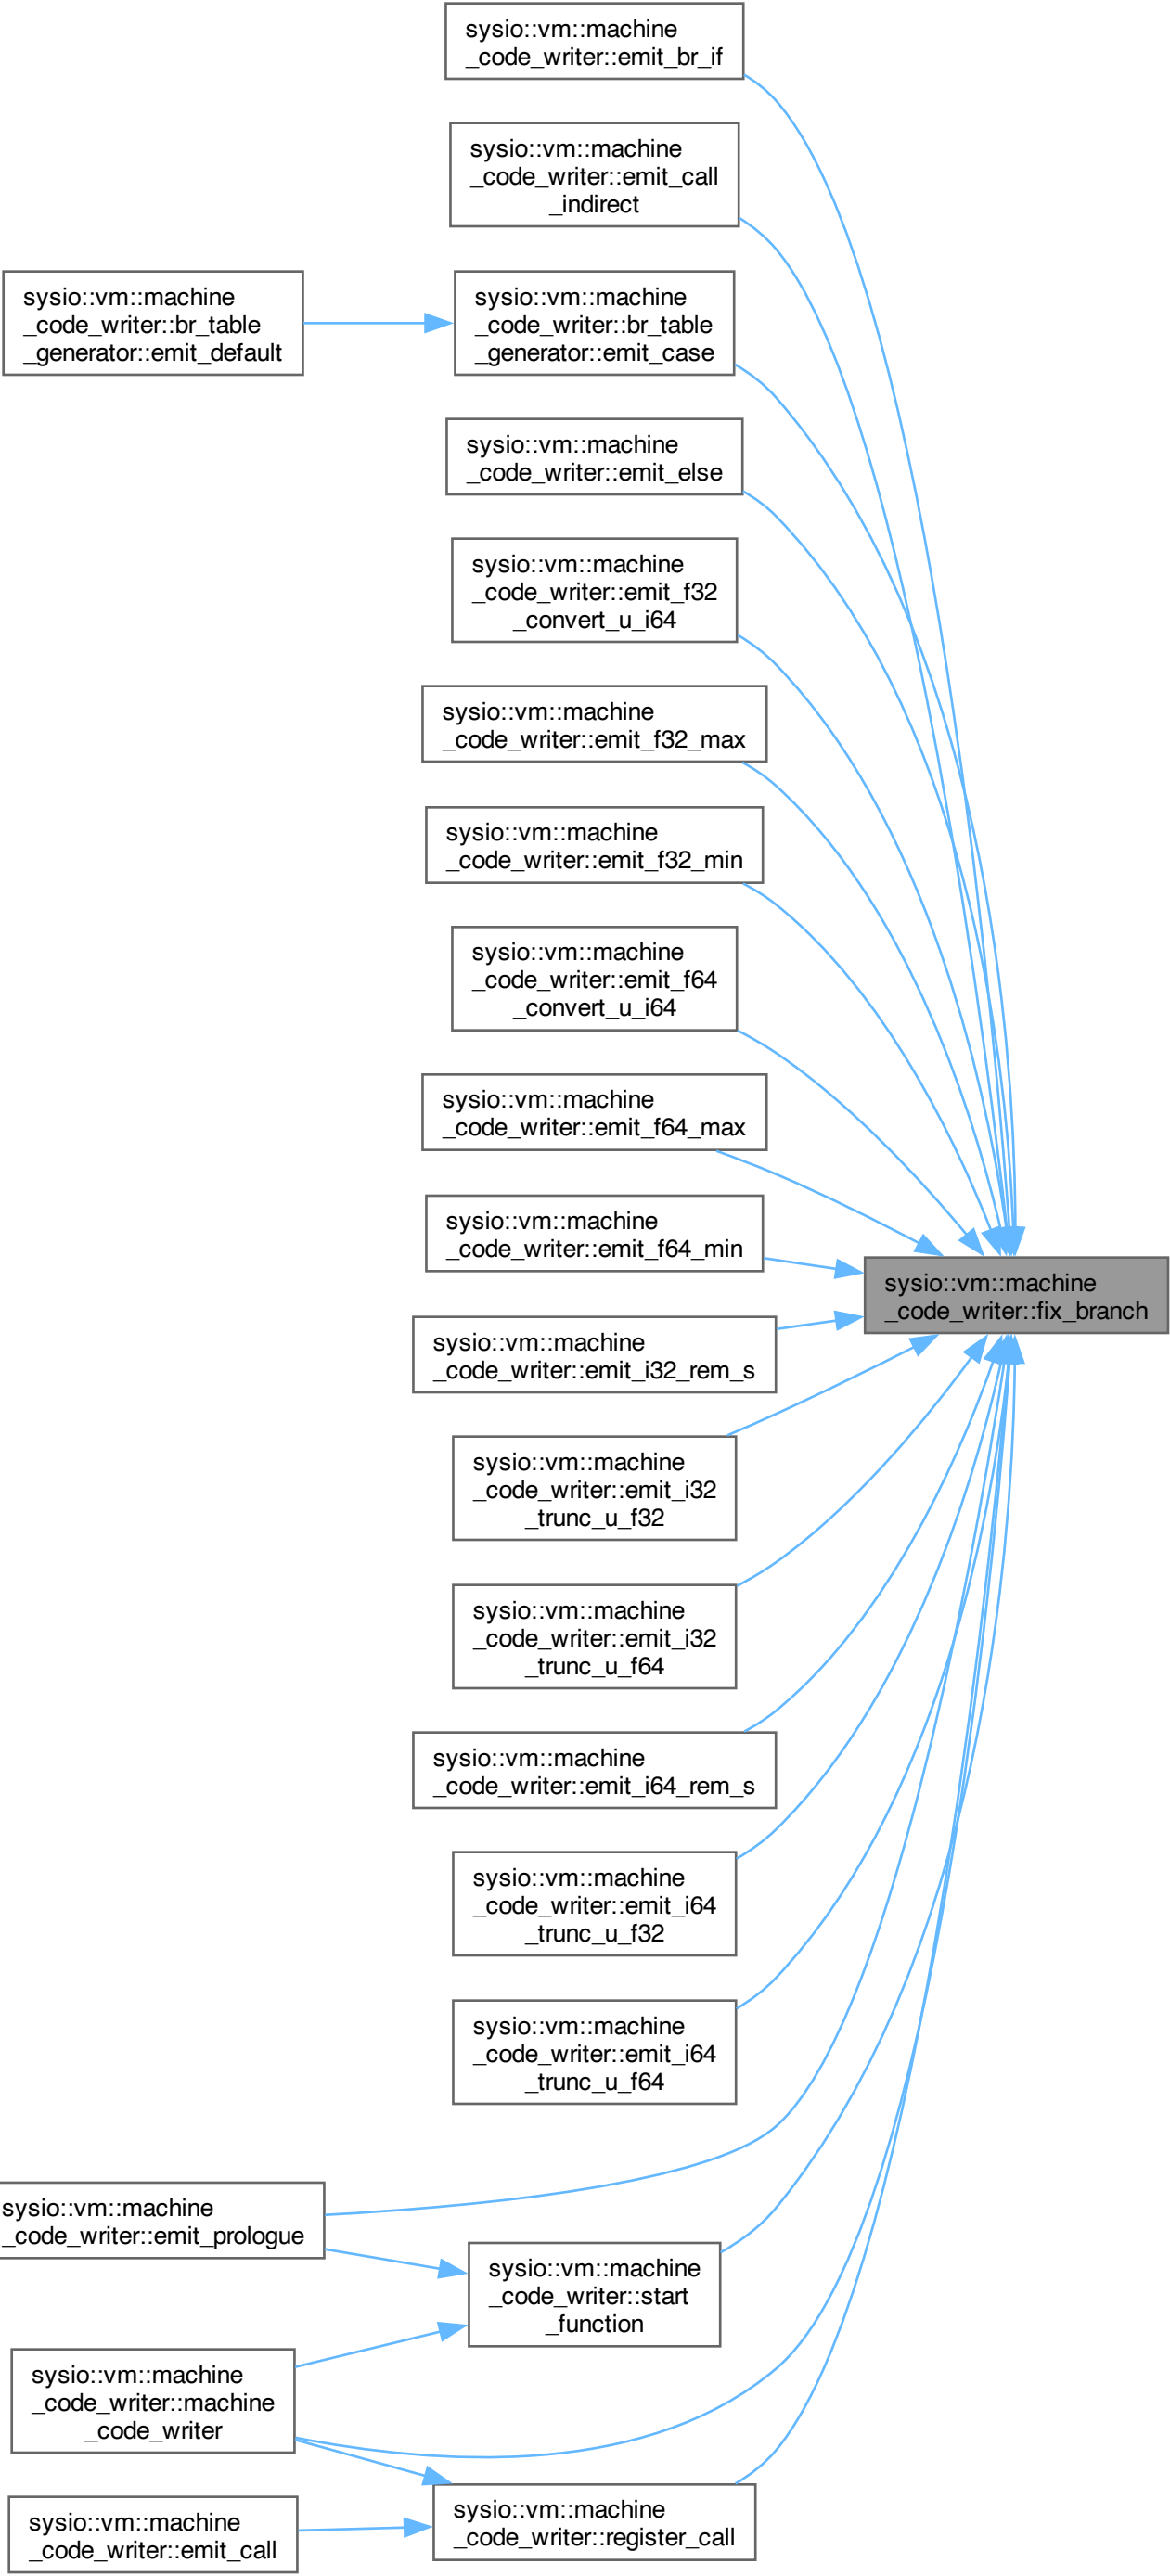 sysio::vm::machine
_code_writer::emit_br_if
sysio::vm::machine
_code_writer::emit_call
_indirect
sysio::vm::machine
_code_writer::br_table
_generator::emit_default
sysio::vm::machine
_code_writer::br_table
_generator::emit_case
sysio::vm::machine
_code_writer::emit_else
sysio::vm::machine
_code_writer::emit_f32
_convert_u_i64
sysio::vm::machine
_code_writer::emit_f32_max
sysio::vm::machine
_code_writer::emit_f32_min
sysio::vm::machine
_code_writer::emit_f64
_convert_u_i64
sysio::vm::machine
_code_writer::emit_f64_max
sysio::vm::machine
_code_writer::emit_f64_min
sysio::vm::machine
_code_writer::fix_branch
sysio::vm::machine
_code_writer::emit_i32_rem_s
sysio::vm::machine
_code_writer::emit_i32
_trunc_u_f32
sysio::vm::machine
_code_writer::emit_i32
_trunc_u_f64
sysio::vm::machine
_code_writer::emit_i64_rem_s
sysio::vm::machine
_code_writer::emit_i64
_trunc_u_f32
sysio::vm::machine
_code_writer::emit_i64
_trunc_u_f64
sysio::vm::machine
_code_writer::emit_prologue
sysio::vm::machine
_code_writer::start
_function
sysio::vm::machine
_code_writer::machine
_code_writer
sysio::vm::machine
_code_writer::register_call
sysio::vm::machine
_code_writer::emit_call